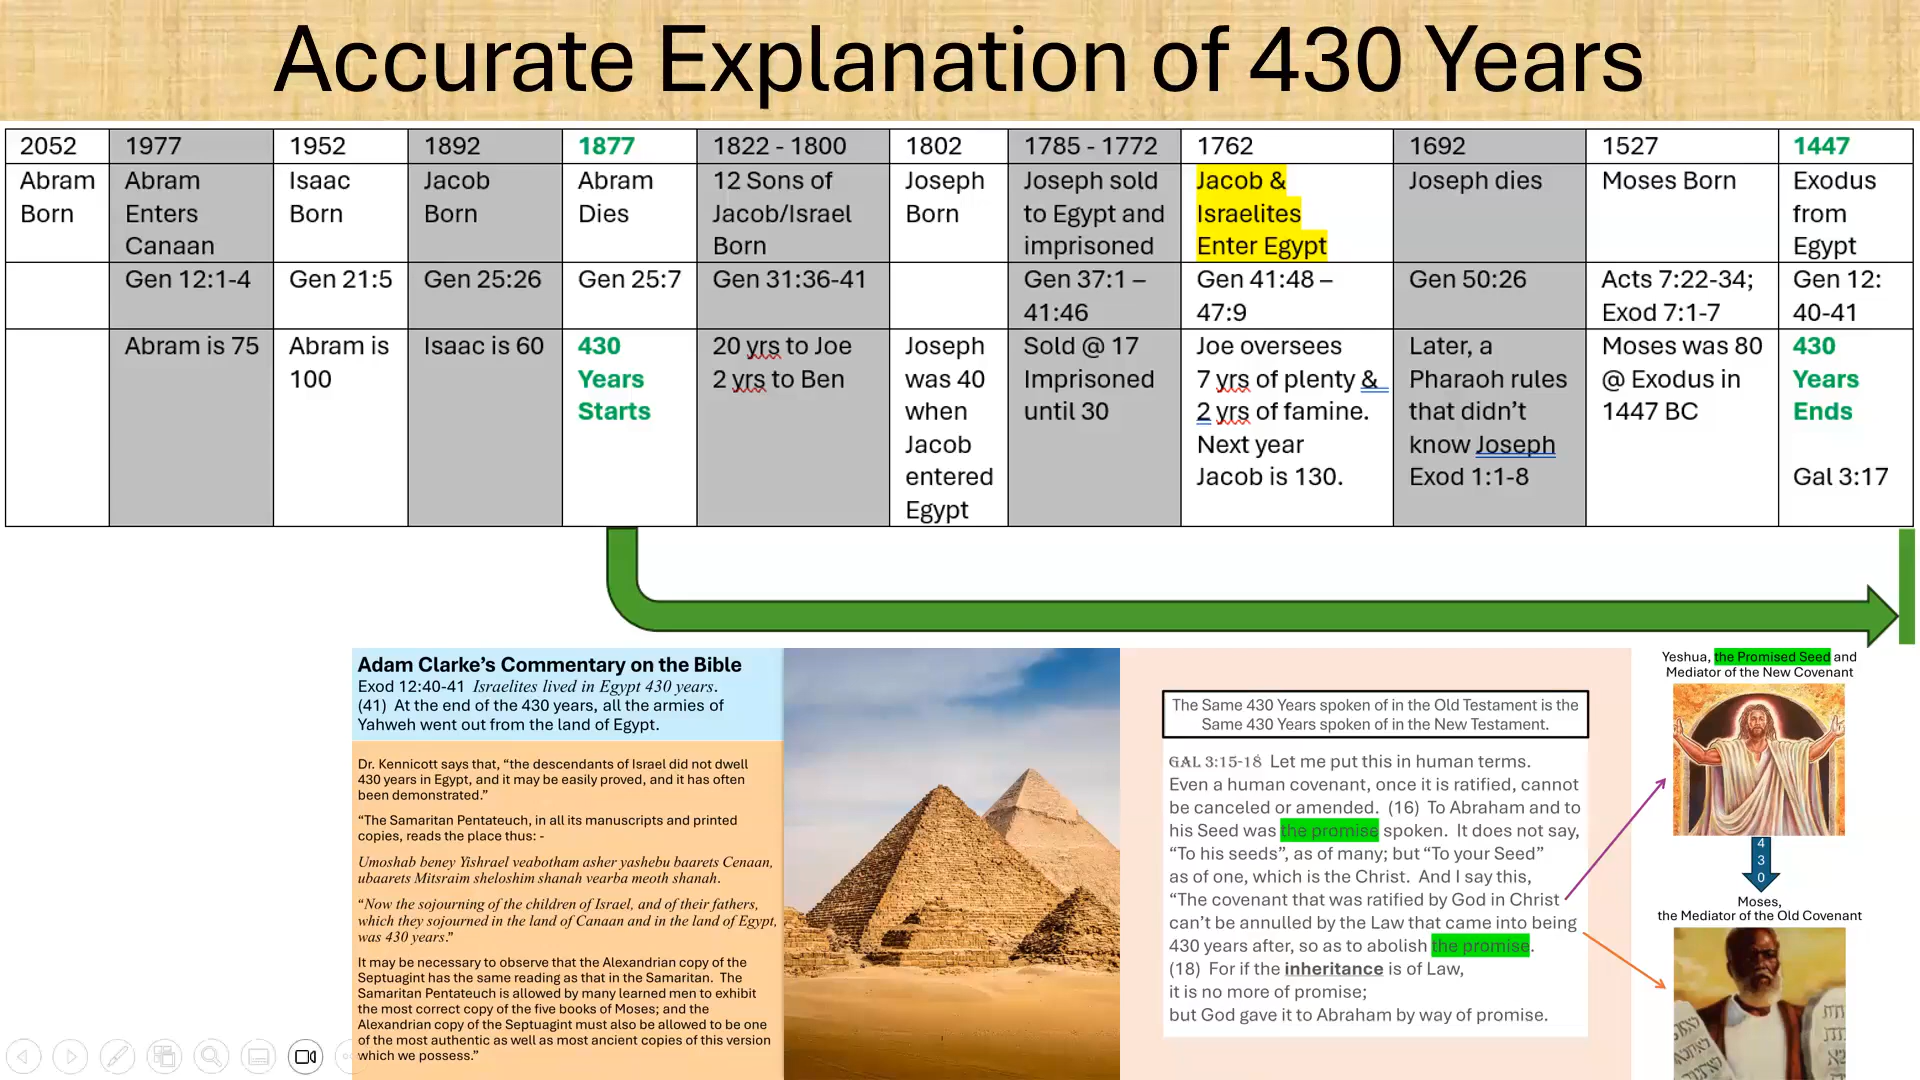 Accurate Explanation of 430 Years
2052
1977
1952
1892
1877
1822 - 1800
1802
1785 - 1772
1762
1692
1527
1447
Abram
Born
Abram
Enters
Canaan
Isaac
Born
Jacob
Born
Abram
Dies
12 Sons of
Jacob/Israel
Born
Joseph
Born
Joseph sold
to Egypt and
imprisoned
Jacob &
Israelites
Enter Egypt
Joseph dies
Moses Born
Exodus
from
Egypt
Gen 12:1-4
Gen 21:5
Gen 25:26
Gen 25:7
Gen 31:36-41
Gen 37:1 –
41:46
Gen 41:48 –
47:9
Gen 50:26
Acts 7:22-34;
Exod 7:1-7
Gen 12:
40-41
Abram is 75
Abram is
100
Isaac is 60
430
Years
Starts
20 yrs to Joe
2 yrs to Ben
Joseph
was 40
when
Jacob
entered
Egypt
Sold @ 17
Imprisoned
until 30
Joe oversees
7 yrs of plenty &
2 yrs of famine.
Next year
Jacob is 130.
Later, a
Pharaoh rules
that didn’t
know Joseph
Exod 1:1-8
Moses was 80
@ Exodus in
1447 BC
430
Years
Ends
Gal 3:17
Adam Clarke’s Commentary on the Bible
Exod 12:40-41 Israelites lived in Egypt 430 years.
(41) At the end of the 430 years, all the armies of
Yahweh went out from the land of Egypt.
Dr. Kennicott says that, “the descendants of Israel did not dwell
430 years in Egypt, and it may be easily proved, and it has often
been demonstrated.”
“The Samaritan Pentateuch, in all its manuscripts and printed
copies, reads the place thus: -
Umoshab beney Yishrael veabotham asher yashebu baarets Cenaan,
ubaarets Mitsraim sheloshim shanah vearba meoth shanah.
“Now the sojourning of the children of Israel, and of their fathers,
which they sojourned in the land of Canaan and in the land of Egypt,
was 430 years.”
It may be necessary to observe that the Alexandrian copy of the
Septuagint has the same reading as that in the Samaritan. The
Samaritan Pentateuch is allowed by many learned men to exhibit
the most correct copy of the five books of Moses; and the
Alexandrian copy of the Septuagint must also be allowed to be one
of the most authentic as well as most ancient copies of this version
which we possess.”
The Same 430 Years spoken of in the Old Testament is the
Same 430 Years spoken of in the New Testament.
GAL 3:15-18 Let me put this in human terms.
Even a human covenant, once it is ratified, cannot
be canceled or amended. (16) To Abraham and to
his Seed was the promise spoken. It does not say,
“To his seeds”, as of many; but “To your Seed”
as of one, which is the Christ. And I say this,
“The covenant that was ratified by God in Christ
can’t be annulled by the Law that came into being
430 years after, so as to abolish the promise.
(18) For if the inheritance is of Law,
it is no more of promise;
but God gave it to Abraham by way of promise.
Yeshua, the Promised Seed and
Mediator of the New Covenant
4
3
0
Moses,
the Mediator of the Old Covenant